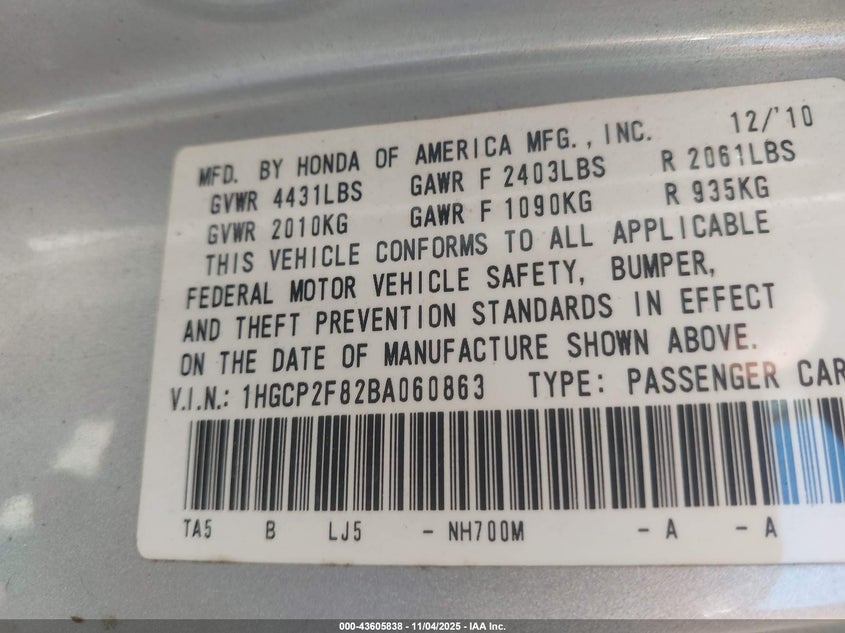 12/'10
MFD. BY HONDA OF AMERICA MFG., INC.
GVWR 4431LBS GAWR F 2403LBS R 2061LBS
GVWR 2010KG GAWR F 1090KG R 935KG
THIS VEHICLE CONFORMS TO ALL APPLICABLE
FEDERAL MOTOR VEHICLE SAFETY, BUMPER,
AND THEFT PREVENTION STANDARDS IN EFFECT
ON THE DATE OF MANUFACTURE SHOWN ABOVE.
V.I.N.: 1HGCP2F82BA060863 TYPE: PASSENGER CAR
TA5 B LJ5 - NH700M - A - A
000-43605838 - 11/04/2025 - IAA Inc.